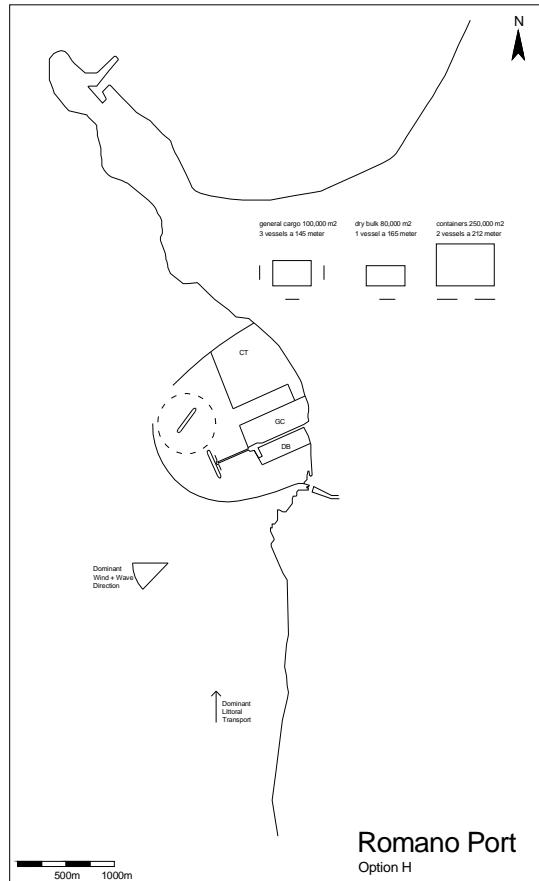 N
general cargo 100,000 m2
3 vessels a 145 meter
dry bulk 80,000 m2
1 vessel a 165 meter
containers 250,000 m2
2 vessels a 212 meter
CT
GC
DB
Dominant
Wind + Wave
Direction
Dominant
Littoral
Transport
500m
1000m
Romano Port
Option H